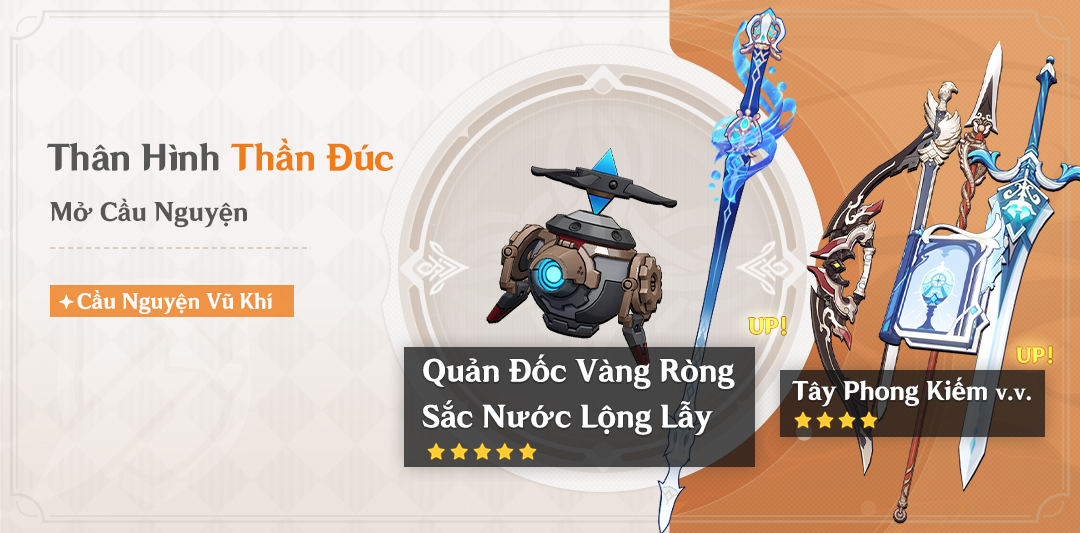 Thân Hình Thần Đúc
Mở Cầu Nguyện
Cầu Nguyện Vũ Khí
UP!
Quản Đốc Vàng Ròng
Sắc Nước Lộng Lẫy
UP!
Tây Phong Kiếm v.v.